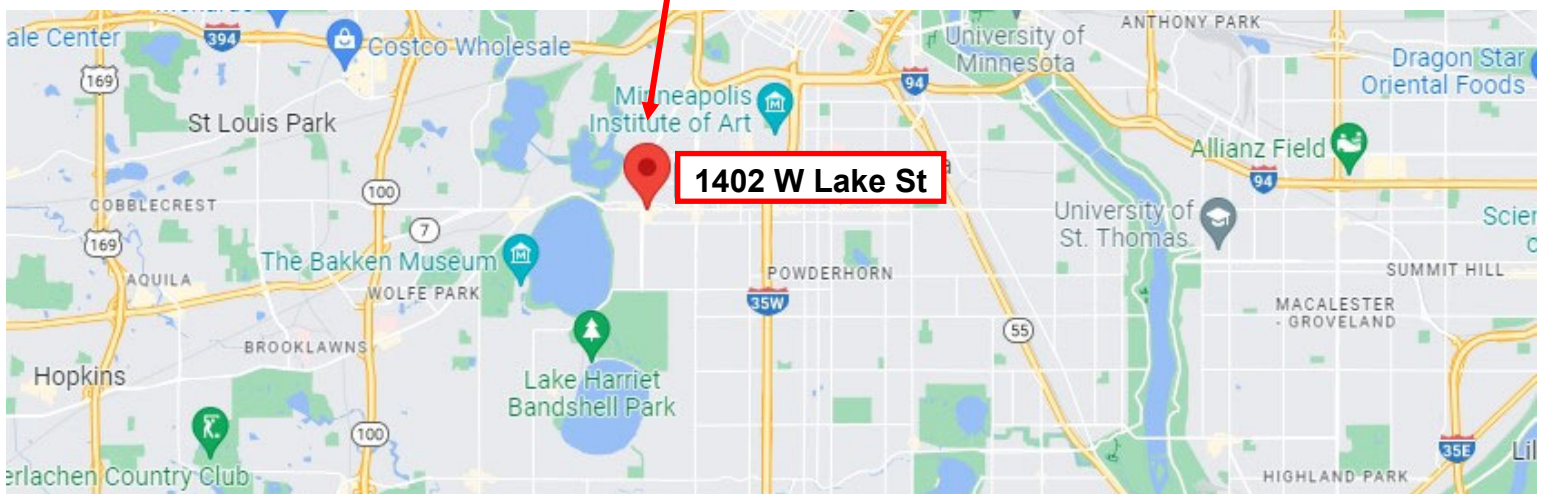 ale Center
394
Costco Wholesale
169
St Louis Park
Minneapolis
Institute of Art
94
University of
Minnesota
ANTHONY PARK
Dragon Star
Oriental Foods
Allianz Field
94
1402 W Lake St
COBBLECREST
100
7
169
AQUILA
The Bakken Museum
WOLFE PARK
POWDERHORN
35W
University of
St. Thomas
Scien
SUMMIT HILL
MACALESTER
- GROVELAND
55
BROOKLAWNS
Hopkins
Lake Harriet
Bandshell Park
100
erlachen Country Club
35E
Lil
HIGHLAND PARK